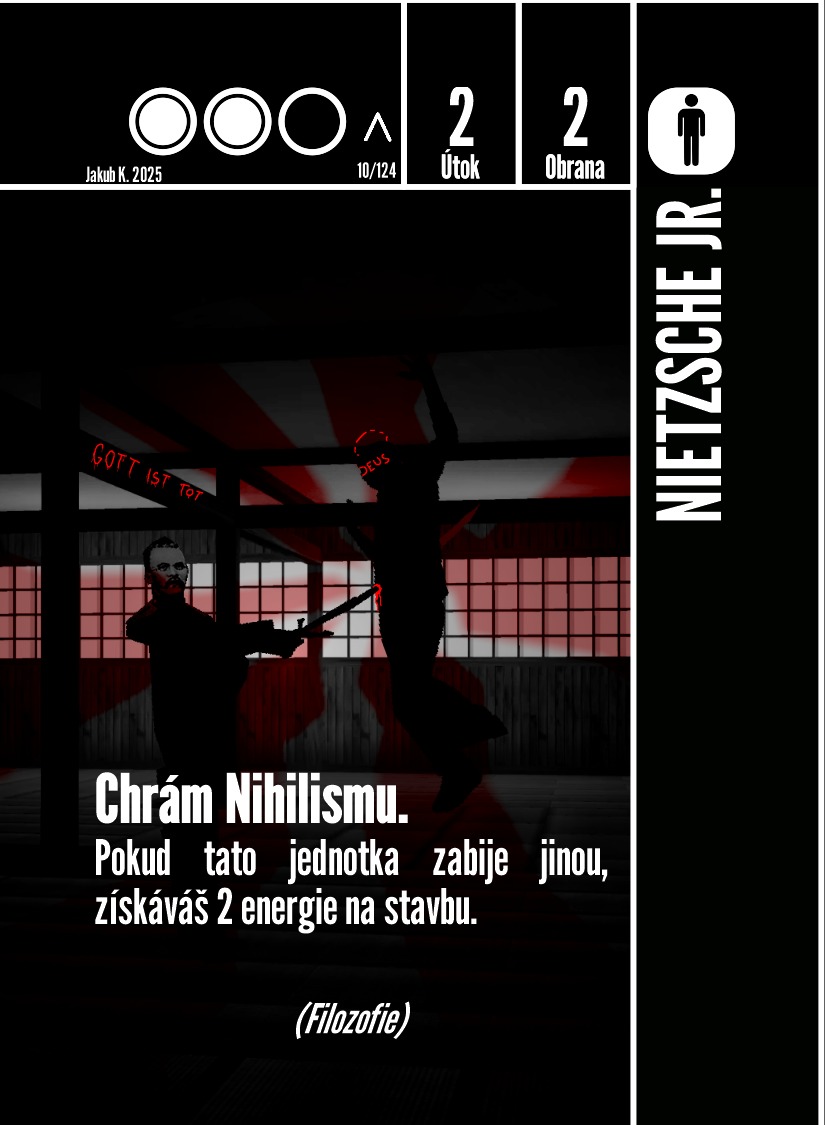 Jakub K. 2025
10/124
2
Útok
2
Obrana
NIETZSCHE JR.
GOTT IST TOT
DEUS
Chrám Nihilismu.
Pokud tato jednotka zabije jinou,
získáváš 2 energie na stavbu.
(Filozofie)